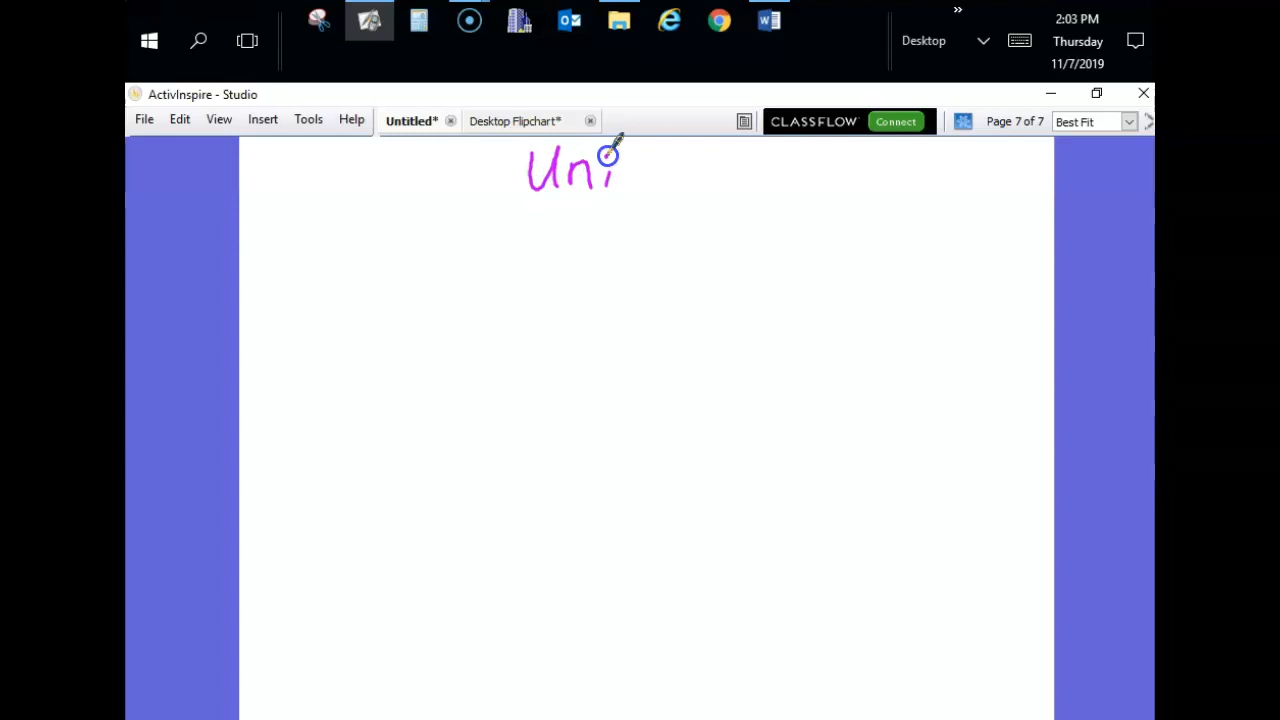 »
Desktop
2:03 PM
Thursday
11/7/2019
ActivInspire - Studio
File Edit View Insert Tools Help Untitled* Desktop Flipchart* CLASSFLOW Connect Page 7 of 7 Best Fit
Uni